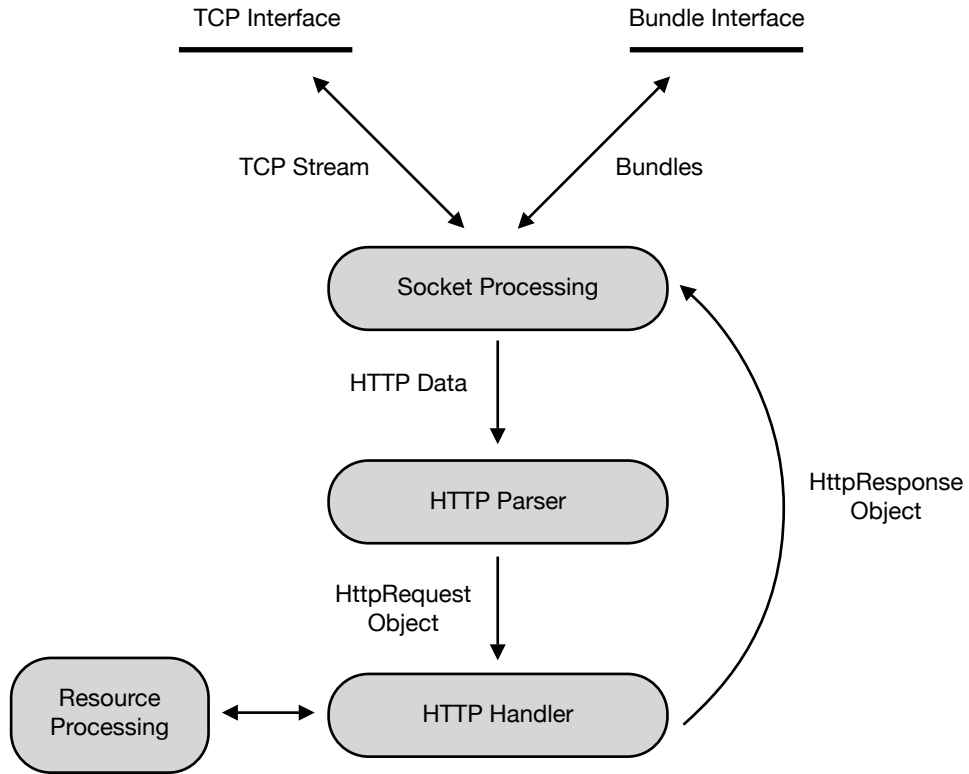 TCP Interface
Bundle Interface
TCP Stream
Bundles
Socket Processing
HTTP Data
HTTP Parser
HttpResponse
Object
HttpRequest
Object
Resource
Processing
HTTP Handler